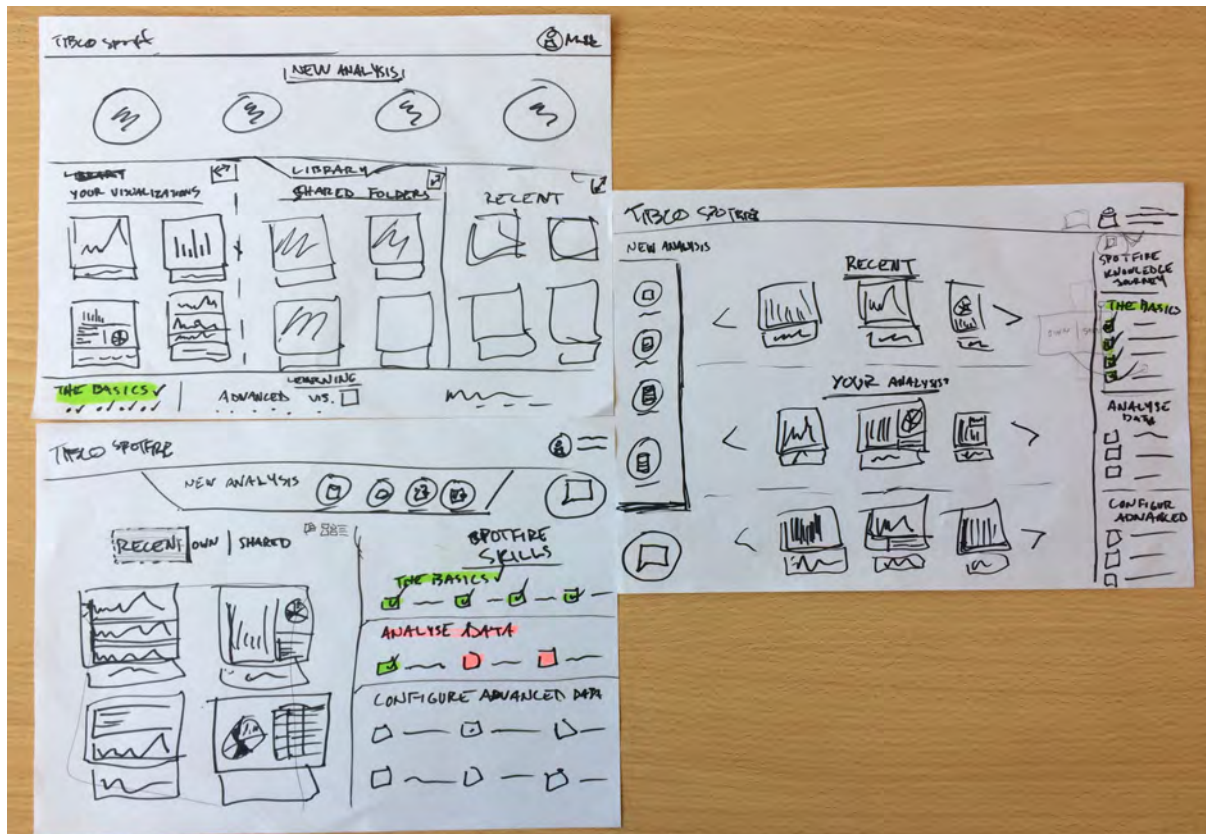 TIBCO Spotf
NEW ANALYSIS
LIBRARY
YOUR VISUALIZATIONS
LIBRARY
SHARED FOLDERS
RECENT
THE BASICS
LEARNING
ADVANCED VIS.
TIBCO SPOTFIRE
NEW ANALYSIS
RECENT OWN | SHARED
SPOTFIRE
SKILLS
THE BASICS
ANALYSE DATA
CONFIGURE ADVANCED DATA
TIBCO SPOTFIRE
NEW ANALYSIS
RECENT
YOUR ANALYSIS
SPOTFIRE
KNOWLEDGE
JOURNEY
THE BASICS
ANALYSE
DATA
CONFIGUR
ADVANCED